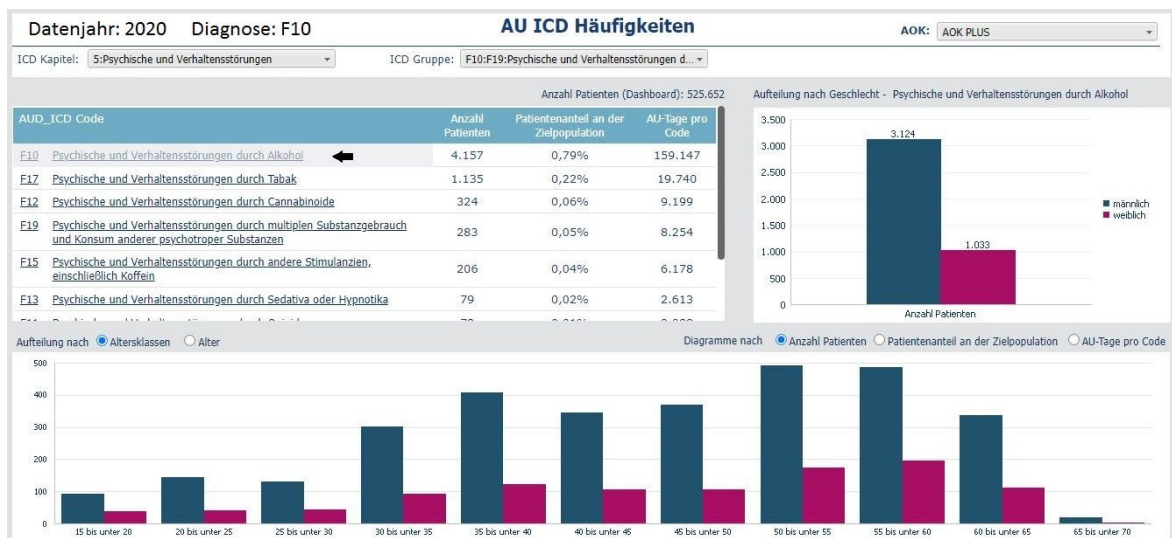 Datenjahr: 2020 Diagnose: F10
AU ICD Häufigkeiten
AOK: AOK PLUS
ICD Kapitel: 5:Psychische und Verhaltensstörungen
ICD Gruppe: F10:F19:Psychische und Verhaltensstörungen d...
Anzahl Patienten (Dashboard): 525.652
AUD_ICD Code Anzahl Patienten Patientenanteil an der Zielpopulation AU-Tage pro Code
F10 Psychische und Verhaltensstörungen durch Alkohol 4.157 0,79% 159.147
F17 Psychische und Verhaltensstörungen durch Tabak 1.135 0,22% 19.740
F12 Psychische und Verhaltensstörungen durch Cannabinoide 324 0,06% 9.199
F19 Psychische und Verhaltensstörungen durch multiplen Substanzgebrauch
und Konsum anderer psychotroper Substanzen 283 0,05% 8.254
F15 Psychische und Verhaltensstörungen durch andere Stimulanzien,
einschließlich Koffein 206 0,04% 6.178
F13 Psychische und Verhaltensstörungen durch Sedativa oder Hypnotika 79 0,02% 2.613
Aufteilung nach Geschlecht - Psychische und Verhaltensstörungen durch Alkohol
3.500
3.000
2.500
2.000
1.500
1.000
500
0
3.124
1.033
Anzahl Patienten
männlich
weiblich
Aufteilung nach Altersklassen Alter
Diagramme nach Anzahl Patienten Patientenanteil an der Zielpopulation AU-Tage pro Code
500
400
300
200
100
0
15 bis unter 20 20 bis unter 25 25 bis unter 30 30 bis unter 35 35 bis unter 40 40 bis unter 45 45 bis unter 50 50 bis unter 55 55 bis unter 60 60 bis unter 65 65 bis unter 70